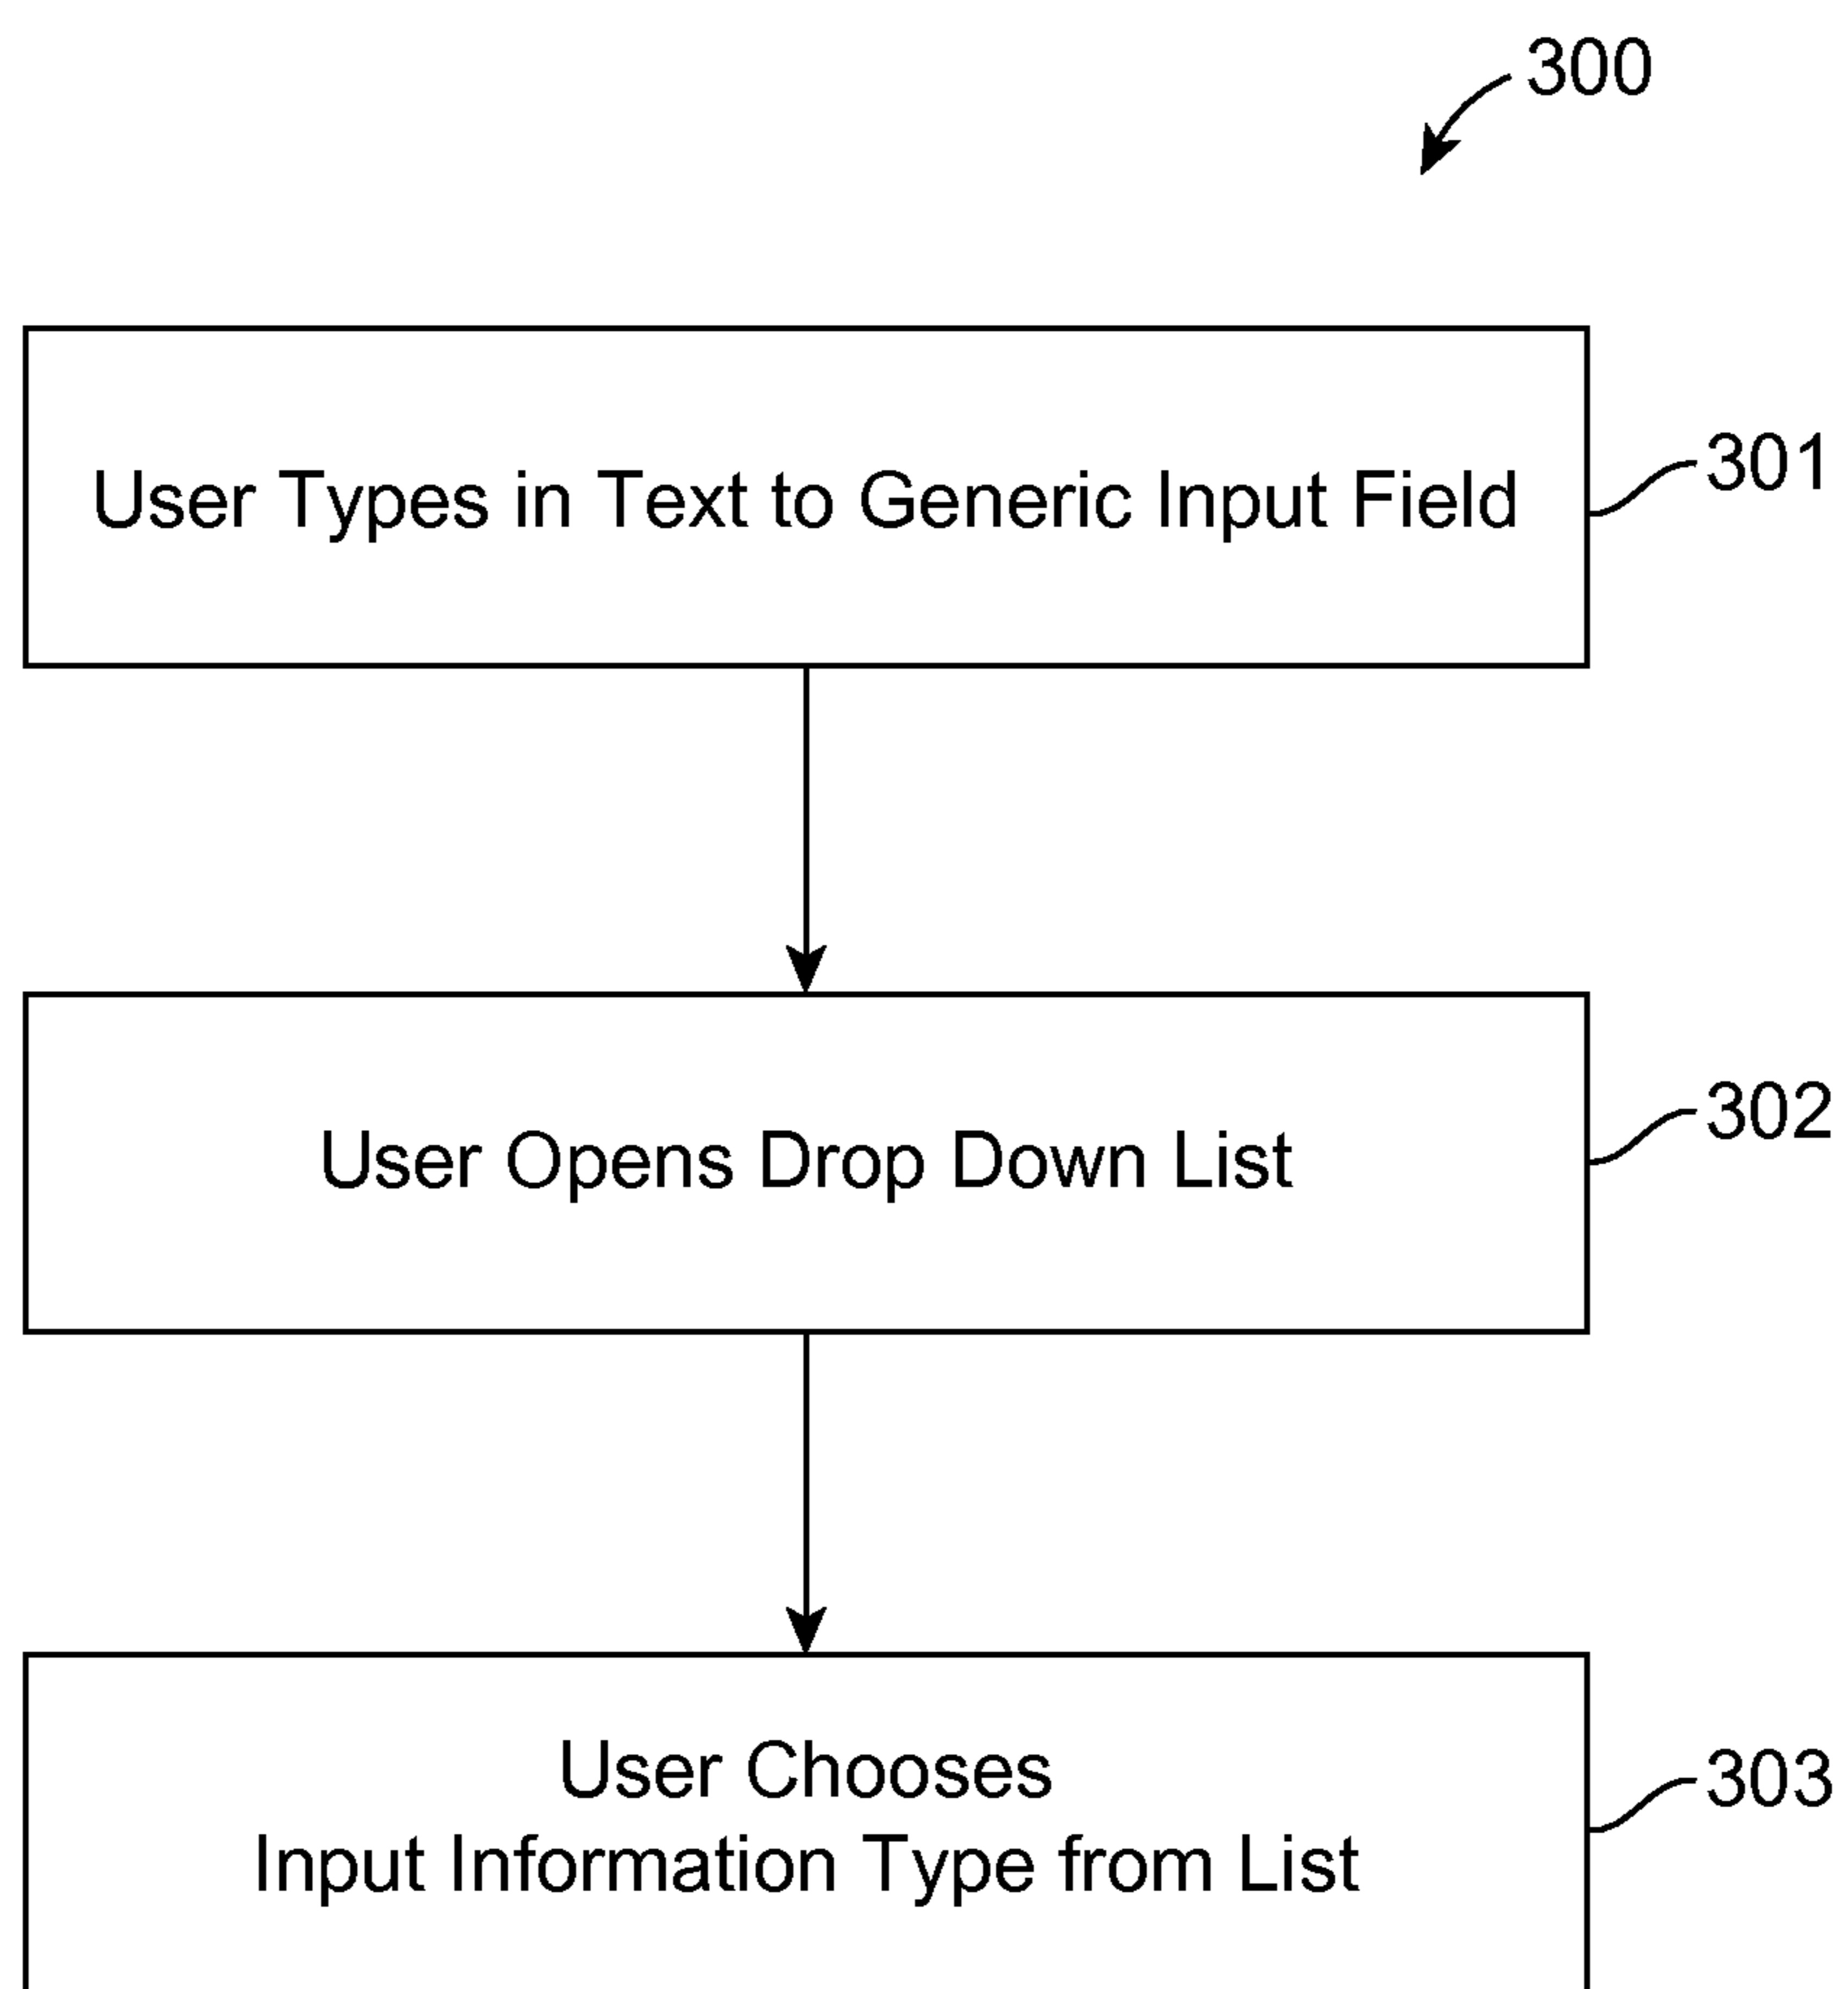 300
User Types in Text to Generic Input Field
301
User Opens Drop Down List
302
User Chooses
Input Information Type from List
303